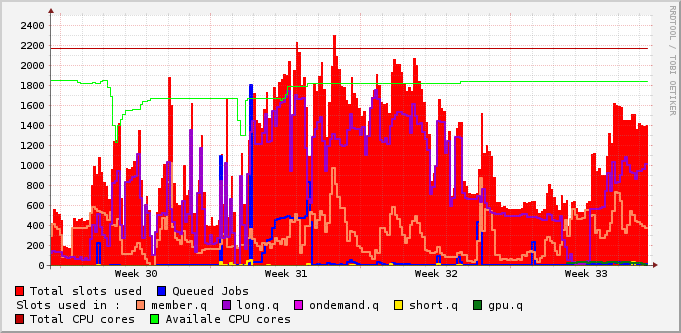 RRDTOOL / TOBI OETIKER
2400
2200
2000
1800
1600
1400
1200
1000
800
600
400
200
0
Week 30 Week 31 Week 32 Week 33
Total slots used Queued Jobs
Slots used in : member.q long.q ondemand.q short.q gpu.q
Total CPU cores Availale CPU cores